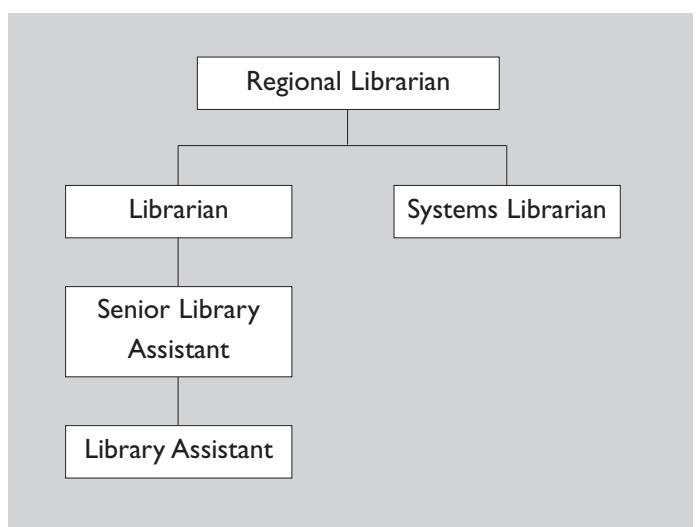 Regional Librarian
Librarian
Systems Librarian
Senior Library
Assistant
Library Assistant